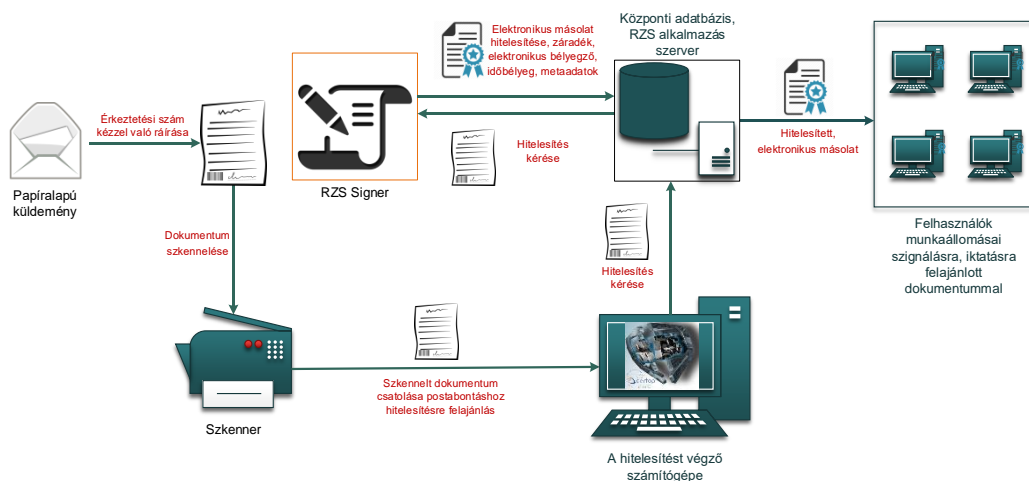 Elektronikus másolat
hitelesítése, záradék,
elektronikus bélyegző,
időbélyeg, metaadatok
Központi adatbázis,
RZS alkalmazás
szerver
Érkeztetési szám
kézzel való ráírása
Papíralapú
küldemény
RZS Signer
Hitelesítés
kérése
Hitelesített,
elektronikus másolat
Felhasználók
munkaállomásai
szignálásra, iktatásra
felajánlott
dokumentummal
Dokumentum
szkennelése
Hitelesítés
kérése
Szkennelt dokumentum
csatolása postabontáshoz
hitelesítésre felajánlás
Szkenner
A hitelesítést végző
számítógépe